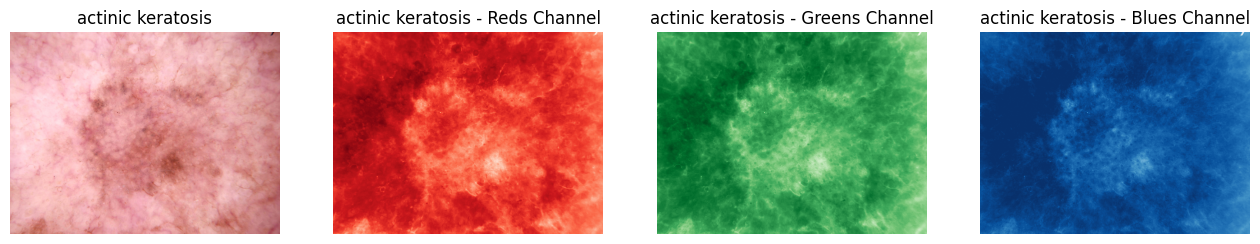 actinic keratosis
actinic keratosis - Reds Channel
actinic keratosis - Greens Channel
actinic keratosis - Blues Channel